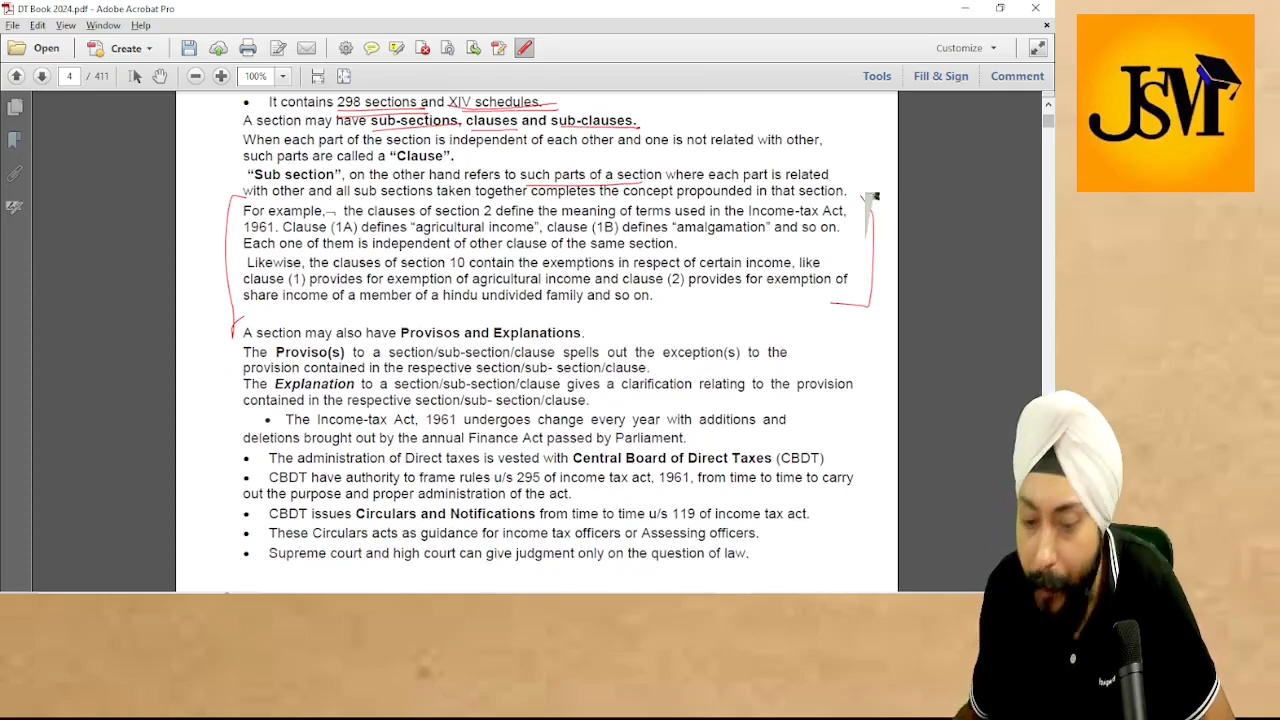 DT Book 2024.pdf - Adobe Acrobat Pro
File Edit View Window Help
Open Create Customize
4 / 411 100% Tools Fill & Sign Comment
• It contains 298 sections and XIV schedules.
A section may have sub-sections, clauses and sub-clauses.
When each part of the section is independent of each other and one is not related with other,
such parts are called a “Clause”.
“Sub section”, on the other hand refers to such parts of a section where each part is related
with other and all sub sections taken together completes the concept propounded in that section.
For example,¬ the clauses of section 2 define the meaning of terms used in the Income-tax Act,
1961. Clause (1A) defines “agricultural income”, clause (1B) defines “amalgamation” and so on.
Each one of them is independent of other clause of the same section.
Likewise, the clauses of section 10 contain the exemptions in respect of certain income, like
clause (1) provides for exemption of agricultural income and clause (2) provides for exemption of
share income of a member of a hindu undivided family and so on.
A section may also have Provisos and Explanations.
The Proviso(s) to a section/sub-section/clause spells out the exception(s) to the
provision contained in the respective section/sub- section/clause.
The Explanation to a section/sub-section/clause gives a clarification relating to the provision
contained in the respective section/sub- section/clause.
• The Income-tax Act, 1961 undergoes change every year with additions and
deletions brought out by the annual Finance Act passed by Parliament.
• The administration of Direct taxes is vested with Central Board of Direct Taxes (CBDT)
• CBDT have authority to frame rules u/s 295 of income tax act, 1961, from time to time to carry
out the purpose and proper administration of the act.
• CBDT issues Circulars and Notifications from time to time u/s 119 of income tax act.
• These Circulars acts as guidance for income tax officers or Assessing officers.
• Supreme court and high court can give judgment only on the question of law.
JSM